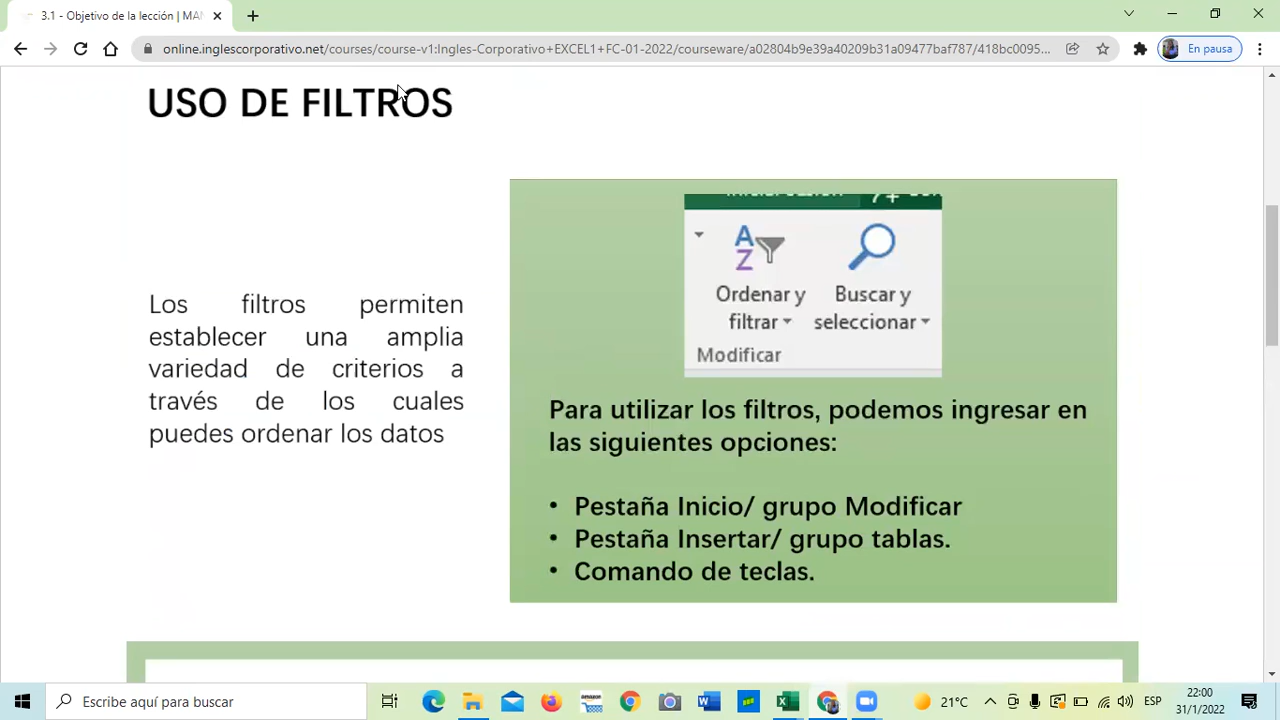 3.1 - Objetivo de la lección | MAN
online.inglescorporativo.net/courses/course-v1:Ingles-Corporativo+EXCEL1+FC-01-2022/courseware/a02804b9e39a40209b31a09477baf787/418bc0095...
En pausa
USO DE FILTROS
Los filtros permiten
establecer una amplia
variedad de criterios a
través de los cuales
puedes ordenar los datos
Ordenar y
filtrar
Buscar y
seleccionar
Modificar
Para utilizar los filtros, podemos ingresar en
las siguientes opciones:
• Pestaña Inicio/ grupo Modificar
• Pestaña Insertar/ grupo tablas.
• Comando de teclas.
Escribe aquí para buscar
amazon
21°C
ESP
22:00
31/1/2022